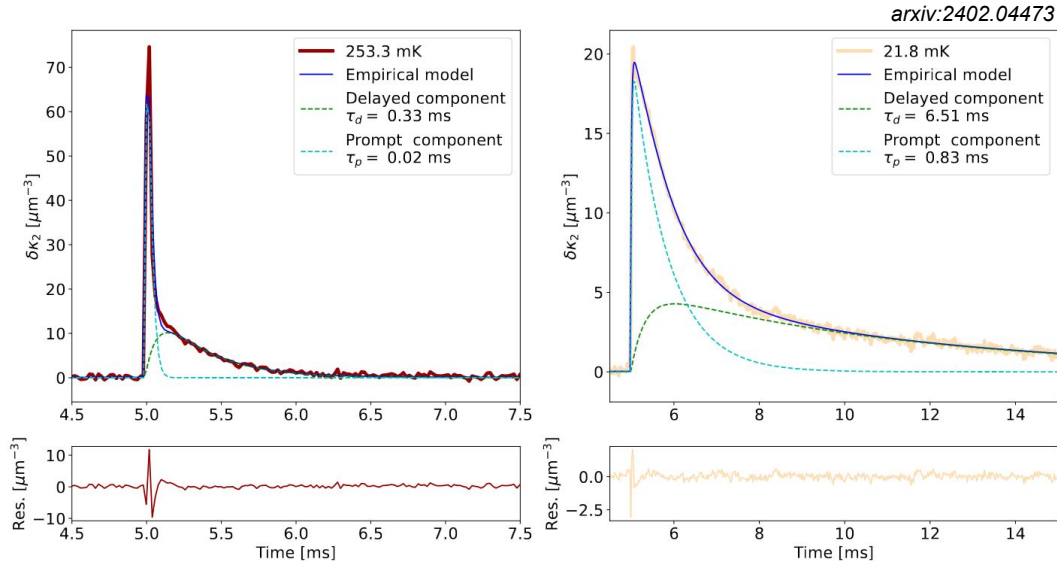 arxiv:2402.04473
253.3 mK
Empirical model
Delayed component
τd = 0.33 ms
Prompt component
τp = 0.02 ms
δκ2 [μm−3]
70
60
50
40
30
20
10
0
4.5 5.0 5.5 6.0 6.5 7.0 7.5
Res. [μm−3]
10
0
−10
4.5 5.0 5.5 6.0 6.5 7.0 7.5
Time [ms]
21.8 mK
Empirical model
Delayed component
τd = 6.51 ms
Prompt component
τp = 0.83 ms
δκ2 [μm−3]
20
15
10
5
0
6 8 10 12 14
Res. [μm−3]
0.0
−2.5
6 8 10 12 14
Time [ms]